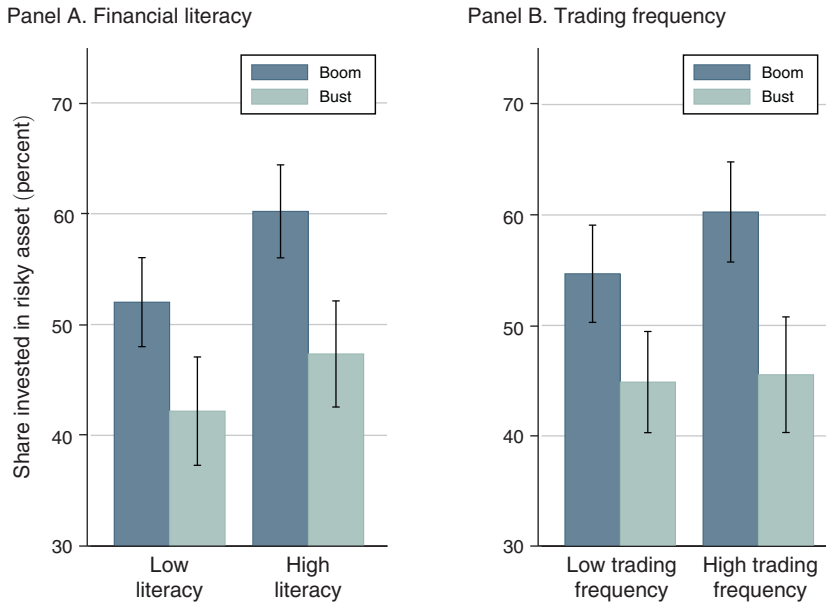 Panel A. Financial literacy
Boom
Bust
Share invested in risky asset (percent)
70
60
50
40
30
Low
literacy
High
literacy
Panel B. Trading frequency
Boom
Bust
70
60
50
40
30
Low trading
frequency
High trading
frequency